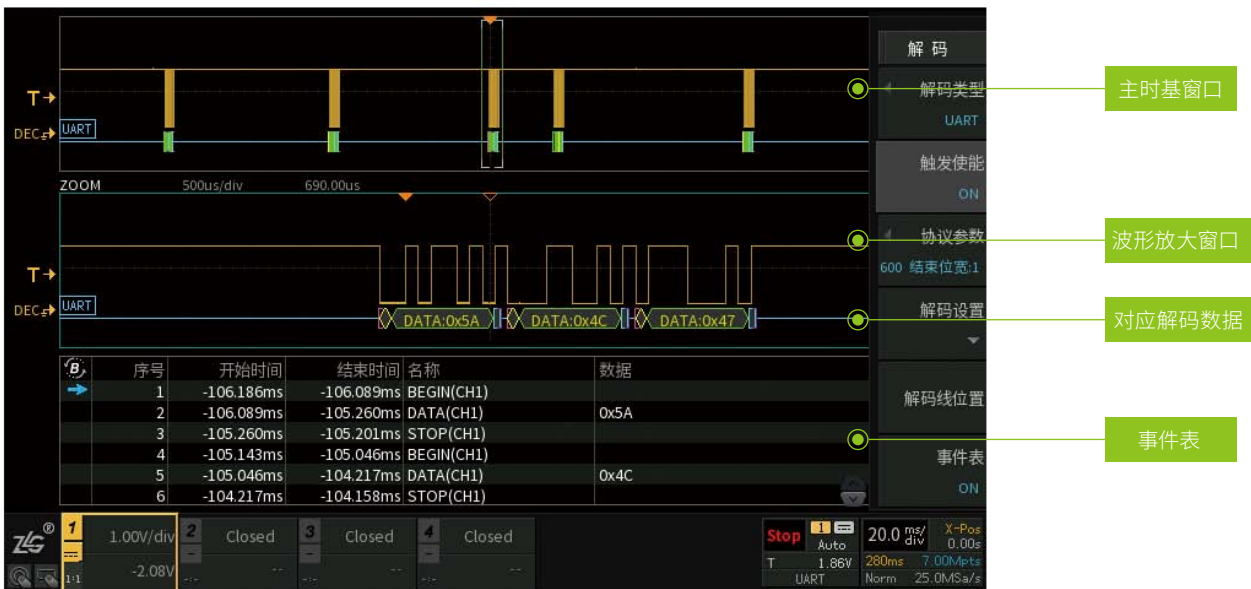 解 码
解码类型
UART
触发使能
ON
协议参数
600 结束位宽:1
解码设置
解码线位置
事件表
ON
主时基窗口
波形放大窗口
对应解码数据
事件表
T
DEC
UART
ZOOM 500us/div 690.00us
T
DEC
UART
DATA:0x5A DATA:0x4C DATA:0x47
B 序号 开始时间 结束时间 名称 数据
1 -106.186ms -106.089ms BEGIN(CH1)
2 -106.089ms -105.260ms DATA(CH1) 0x5A
3 -105.260ms -105.201ms STOP(CH1)
4 -105.143ms -105.046ms BEGIN(CH1)
5 -105.046ms -104.217ms DATA(CH1) 0x4C
6 -104.217ms -104.158ms STOP(CH1)
ZLG®
1 1.00V/div 2 Closed 3 Closed 4 Closed
1:1 -2.08V -:- -- -:- -- -:- --
Stop 1 Auto
T 1.86V
UART
20.0 ms/div X-Pos 0.00s
280ms 7.00Mpts
Norm 25.0MSa/s